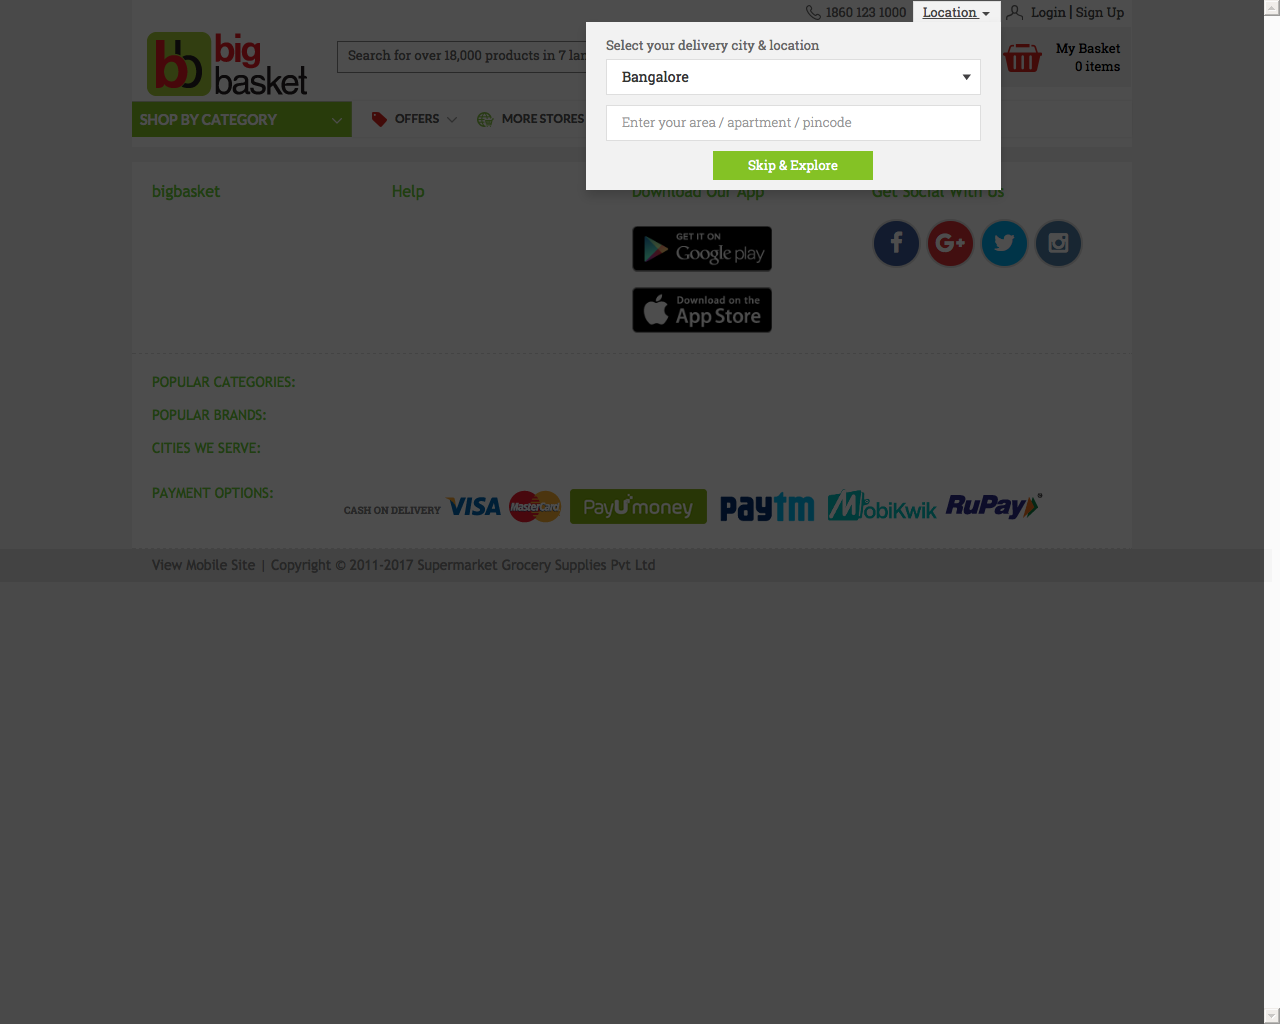 1860 123 1000
Location
Login | Sign Up
big basket
Search for over 18,000 products in 7
Select your delivery city & location
Bangalore
Enter your area / apartment / pincode
Skip & Explore
My Basket
0 items
SHOP BY CATEGORY
OFFERS
MORE STORES
bigbasket
Help
Download Our App
Get Social With Us
GET IT ON
Google play
Download on the
App Store
POPULAR CATEGORIES:
POPULAR BRANDS:
CITIES WE SERVE:
PAYMENT OPTIONS:
CASH ON DELIVERY
VISA
MasterCard
PayUmoney
paytm
MobiKwik
RuPay
View Mobile Site | Copyright © 2011-2017 Supermarket Grocery Supplies Pvt Ltd